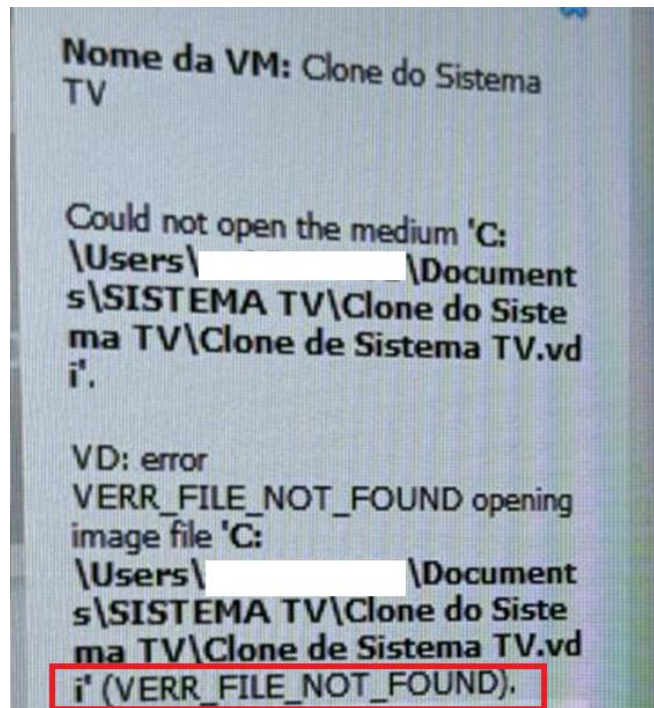 Nome da VM: Clone do Sistema
TV
Could not open the medium 'C:
\Users\ \Document
s\SISTEMA TV\Clone do Siste
ma TV\Clone de Sistema TV.vd
i'.
VD: error
VERR_FILE_NOT_FOUND opening
image file 'C:
\Users\ \Document
s\SISTEMA TV\Clone do Siste
ma TV\Clone de Sistema TV.vd
i' (VERR_FILE_NOT_FOUND).